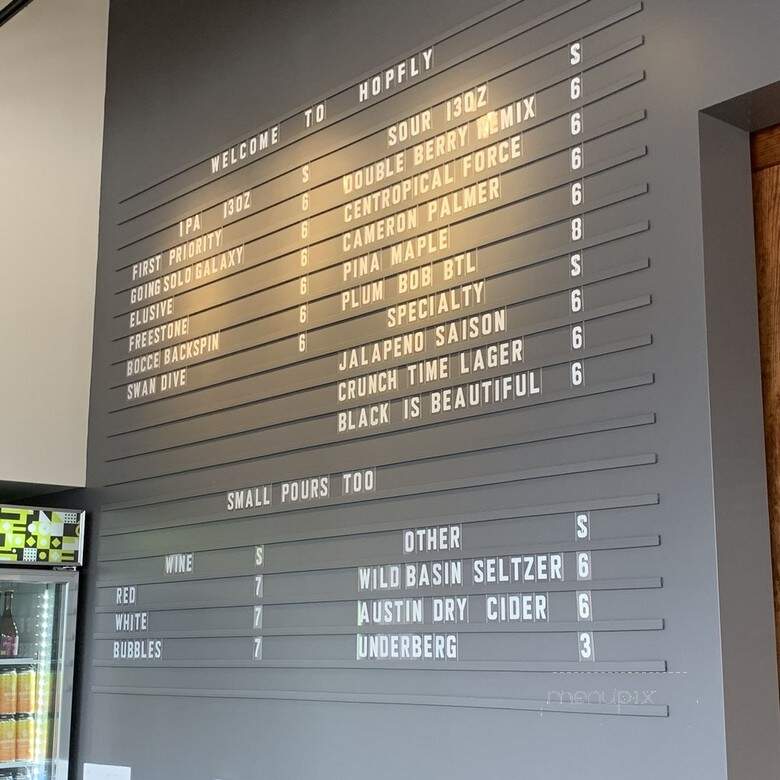 WELCOME TO HOPFLY
IPA 13OZ S
FIRST PRIORITY 6
GOING SOLO GALAXY 6
ELUSIVE 6
FREESTONE 6
BOCCE BACKSPIN 6
SWAN DIVE 6
SOUR 13OZ S
DOUBLE BERRY REMIX 6
CENTROPICAL FORCE 6
CAMERON PALMER 6
PINA MAPLE 6
PLUM BOB BTL 8
SPECIALTY S
JALAPENO SAISON 6
CRUNCH TIME LAGER 6
BLACK IS BEAUTIFUL 6
SMALL POURS TOO
WINE S
RED 7
WHITE 7
BUBBLES 7
OTHER S
WILD BASIN SELTZER 6
AUSTIN DRY CIDER 6
UNDERBERG 3
menupix